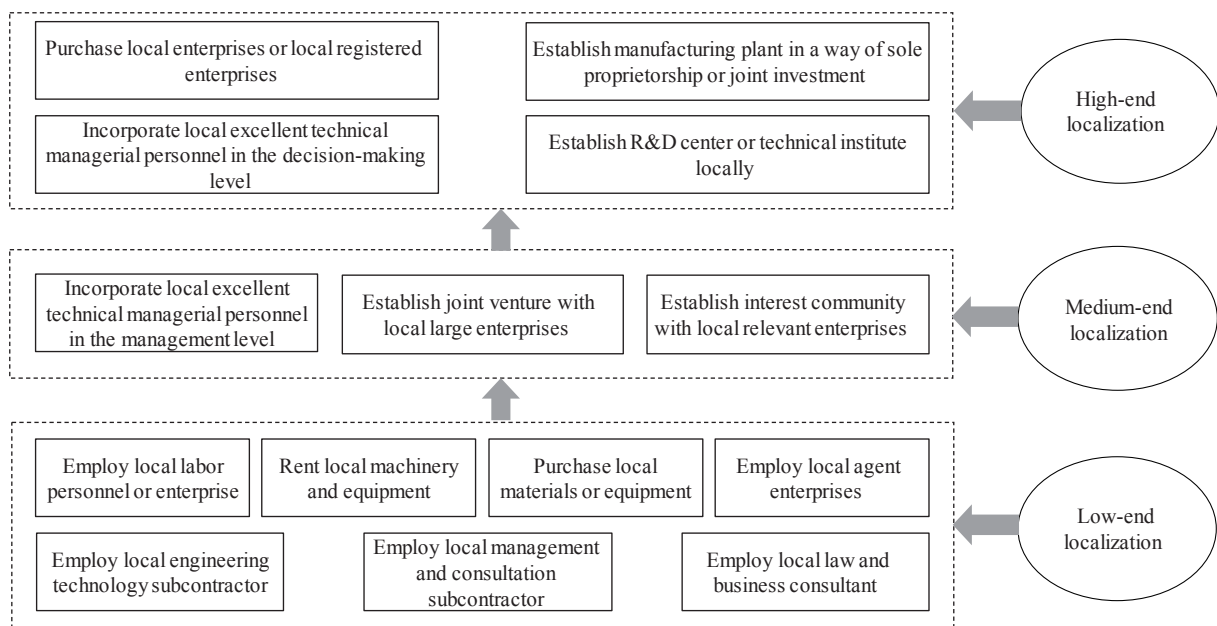 Purchase local enterprises or local registered
enterprises
Establish manufacturing plant in a way of sole
proprietorship or joint investment
Incorporate local excellent technical
managerial personnel in the decision-making
level
Establish R&D center or technical institute
locally
High-end
localization
Incorporate local excellent
technical managerial personnel
in the management level
Establish joint venture with
local large enterprises
Establish interest community
with local relevant enterprises
Medium-end
localization
Employ local labor
personnel or enterprise
Rent local machinery
and equipment
Purchase local
materials or equipment
Employ local agent
enterprises
Employ local engineering
technology subcontractor
Employ local management
and consultation
subcontractor
Employ local law and
business consultant
Low-end
localization